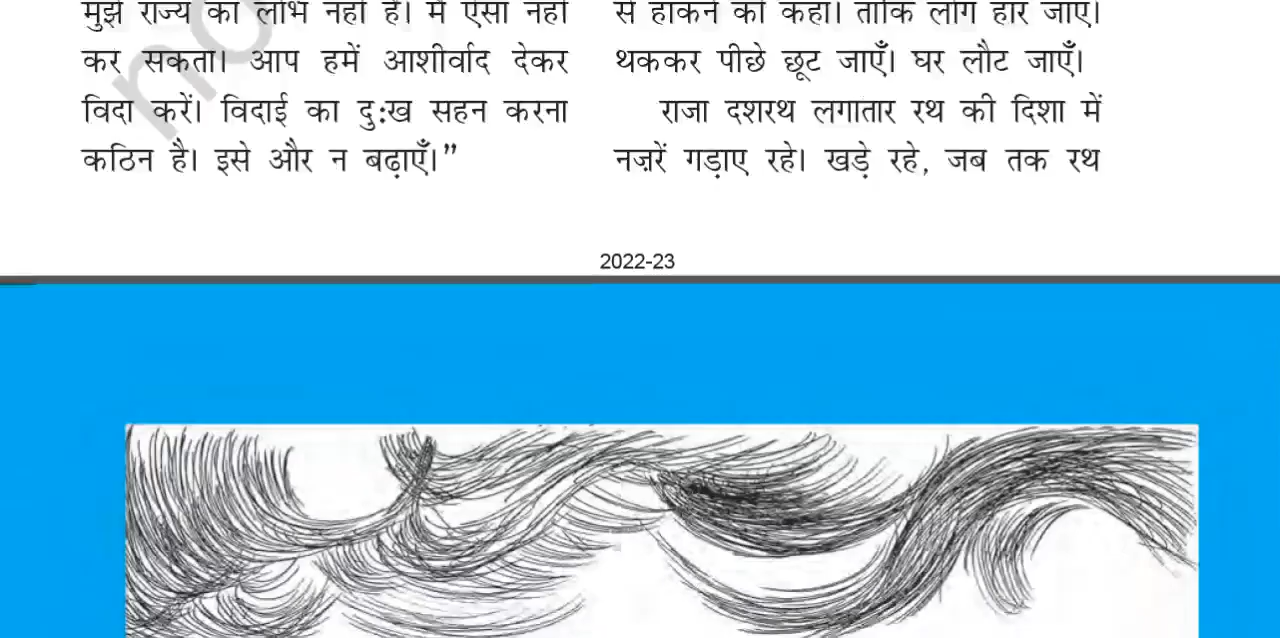 मुझे राज्य का लोभ नहीं है। मैं ऐसा नहीं
कर सकता। आप हमें आशीर्वाद देकर
विदा करें। विदाई का दुःख सहन करना
कठिन है। इसे और न बढ़ाएँ।”
से हाँकने को कहा। ताकि लोग हार जाएँ।
थककर पीछे छूट जाएँ। घर लौट जाएँ।
राजा दशरथ लगातार रथ की दिशा में
नज़रें गड़ाए रहे। खड़े रहे, जब तक रथ
2022-23